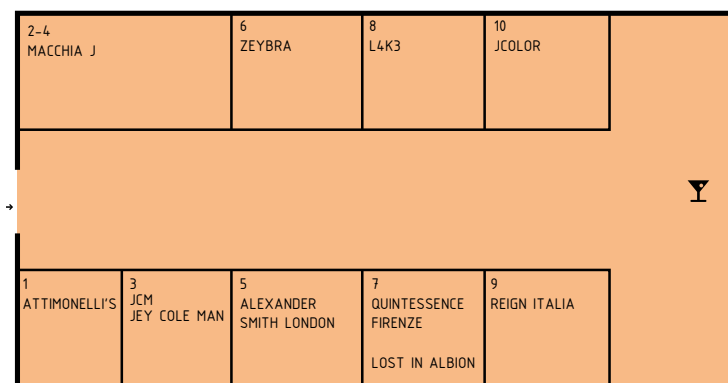 2-4
MACCHIA J
6
ZEYBRA
8
L4K3
10
JCOLOR
1
ATTIMONELLI'S
3
JCM
JEY COLE MAN
5
ALEXANDER
SMITH LONDON
7
QUINTESSENCE
FIRENZE
LOST IN ALBION
9
REIGN ITALIA